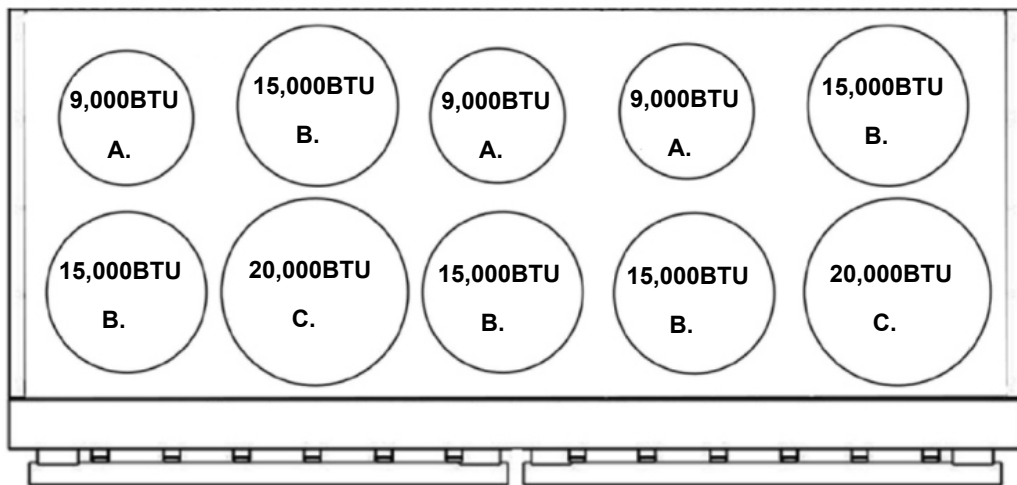 9,000BTU
A.
15,000BTU
B.
9,000BTU
A.
9,000BTU
A.
15,000BTU
B.
15,000BTU
B.
20,000BTU
C.
15,000BTU
B.
15,000BTU
B.
20,000BTU
C.